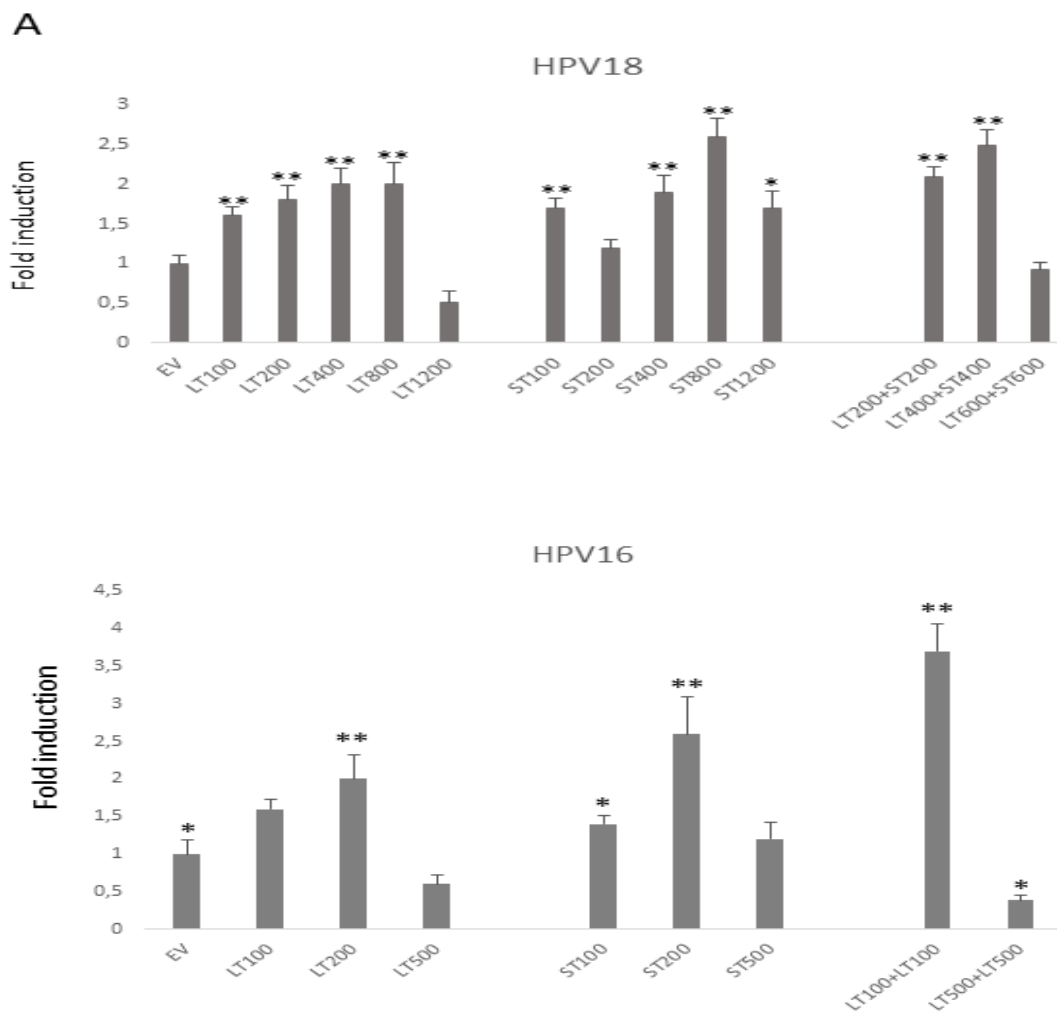 A
HPV18
Fold induction
3
2,5
2
1,5
1
0,5
0
** ** ** ** ** ** ** * ** **
EV LT100 LT200 LT400 LT800 LT1200 ST100 ST200 ST400 ST800 ST1200 LT200+ST200 LT400+ST400 LT600+ST600
HPV16
Fold induction
4,5
4
3,5
3
2,5
2
1,5
1
0,5
0
* ** * ** ** *
EV LT100 LT200 LT500 ST100 ST200 ST500 LT100+LT100 LT500+LT500